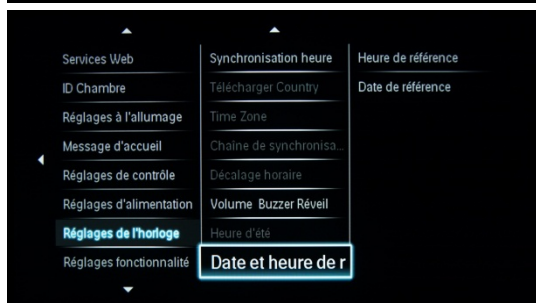 Services Web
ID Chambre
Réglages à l'allumage
Message d'accueil
Réglages de contrôle
Réglages d'alimentation
Réglages de l'horloge
Réglages fonctionnalité
Synchronisation heure
Télécharger Country
Time Zone
Chaîne de synchronisa...
Décalage horaire
Volume Buzzer Réveil
Heure d'été
Date et heure de r
Heure de référence
Date de référence